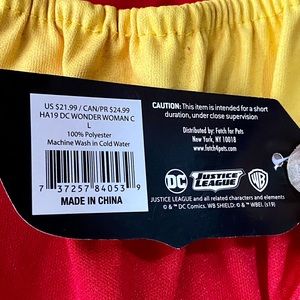 US $21.99 / CAN/PR $24.99
HA19 DC WONDER WOMAN C
L
100% Polyester
Machine Wash in Cold Water
7 37257 84053 9
MADE IN CHINA
CAUTION: This item is intended for a short
duration, under close supervision
Distributed by: Fetch for Pets
New York, NY 10018
www.fetch4pets.com
DC
JUSTICE
LEAGUE
WB
JUSTICE LEAGUE and all related characters and elements
© & ™ DC Comics. WB SHIELD: © & ™ WBEI. (s19)